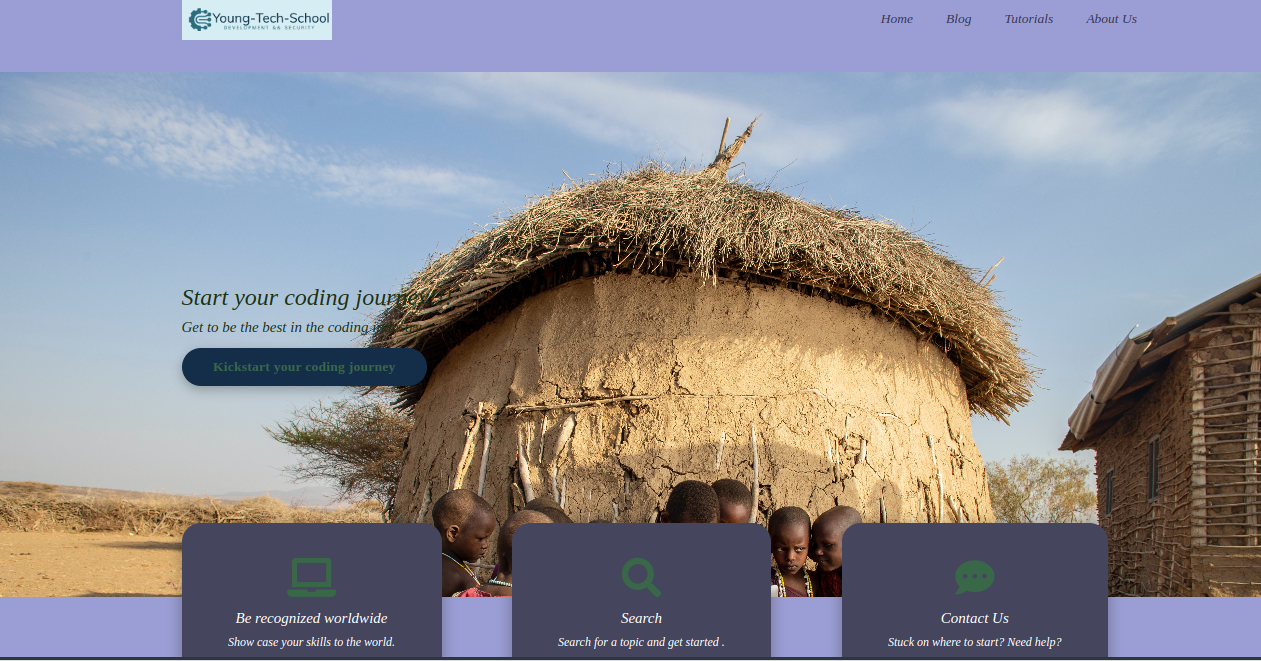 Young-Tech-School
DEVELOPMENT && SECURITY
Home Blog Tutorials About Us
Start your coding journey
Get to be the best in the coding
Kickstart your coding journey
Be recognized worldwide
Show case your skills to the world.
Search
Search for a topic and get started .
Contact Us
Stuck on where to start? Need help?